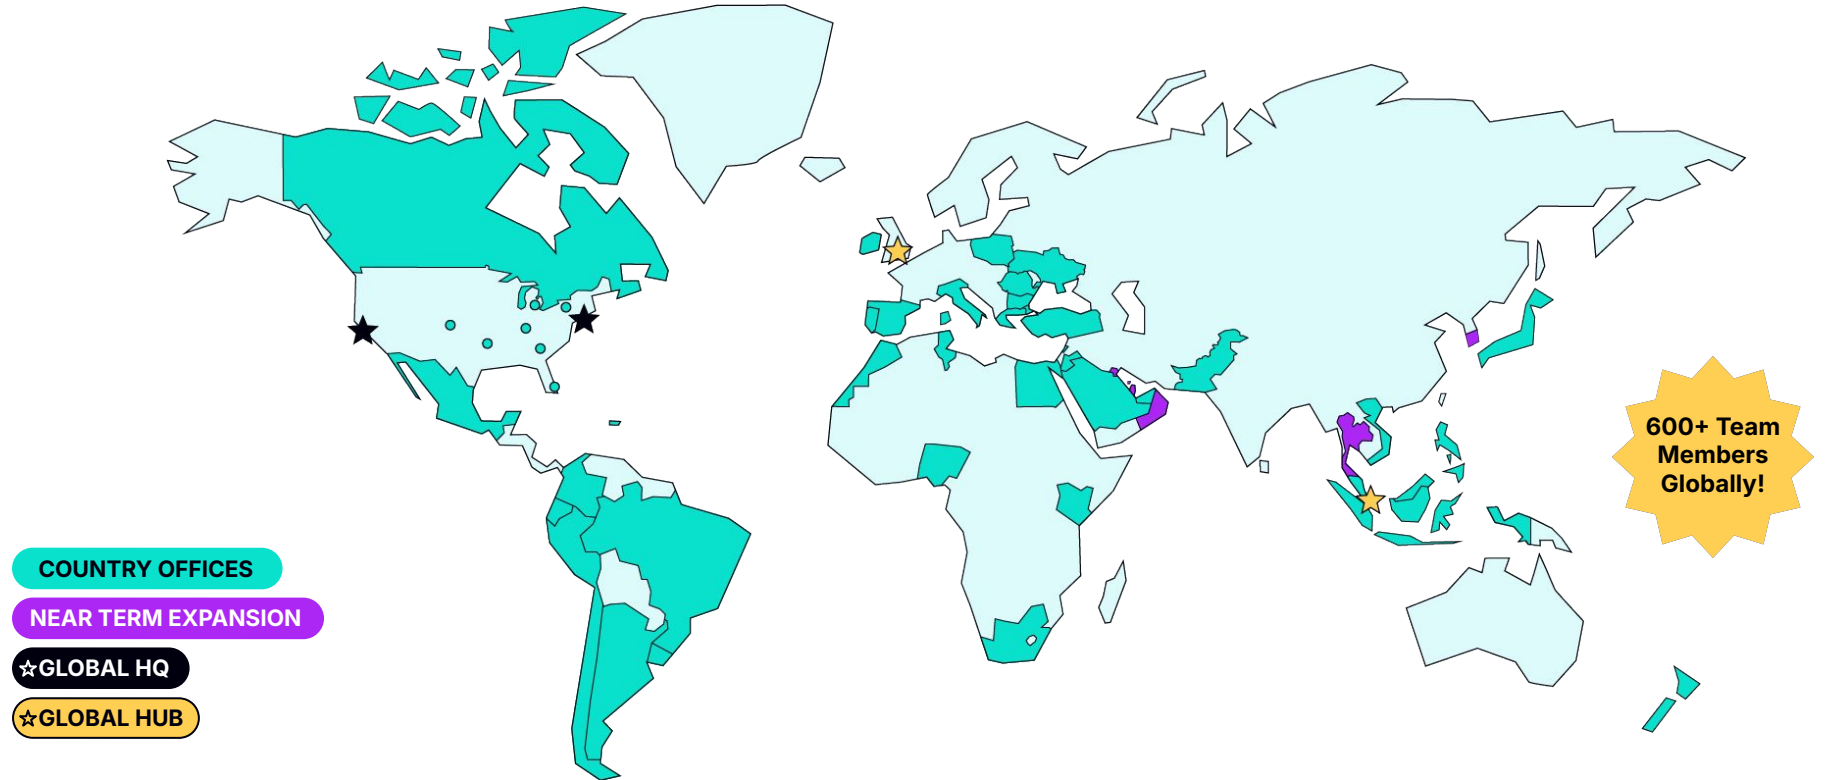 COUNTRY OFFICES
NEAR TERM EXPANSION
☆GLOBAL HQ
☆GLOBAL HUB
600+ Team
Members
Globally!